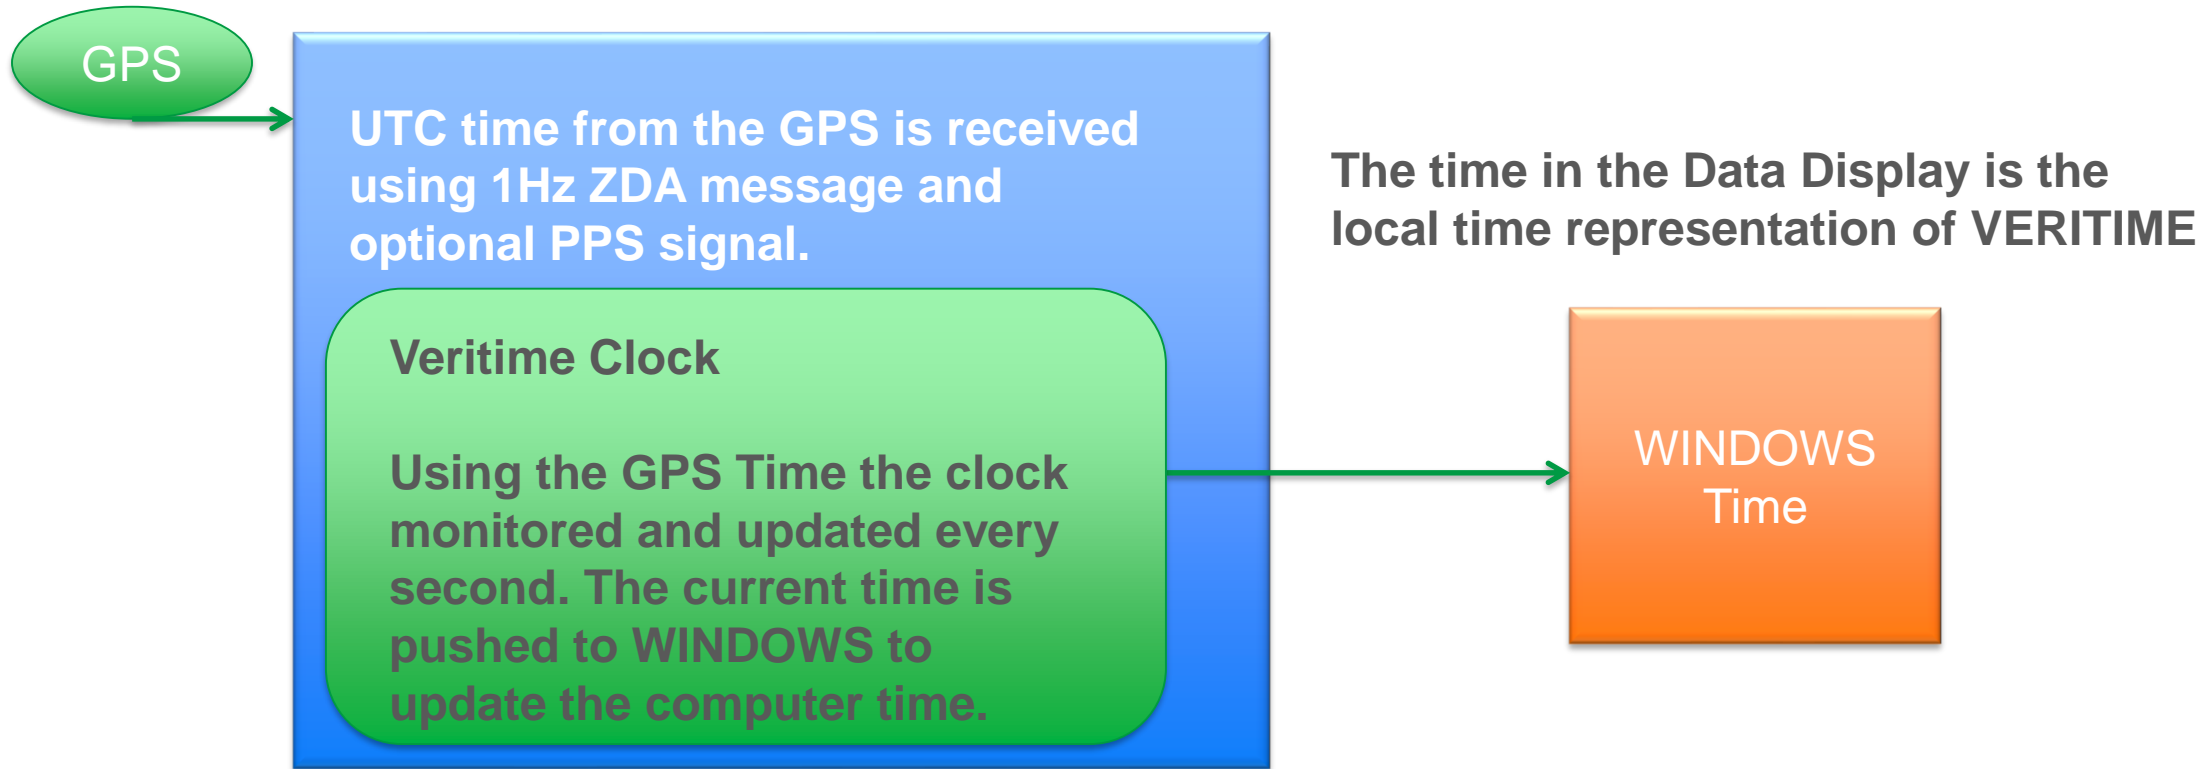 GPS
UTC time from the GPS is received
using 1Hz ZDA message and
optional PPS signal.
Veritime Clock
Using the GPS Time the clock
monitored and updated every
second. The current time is
pushed to WINDOWS to
update the computer time.
The time in the Data Display is the
local time representation of VERITIME
WINDOWS
Time